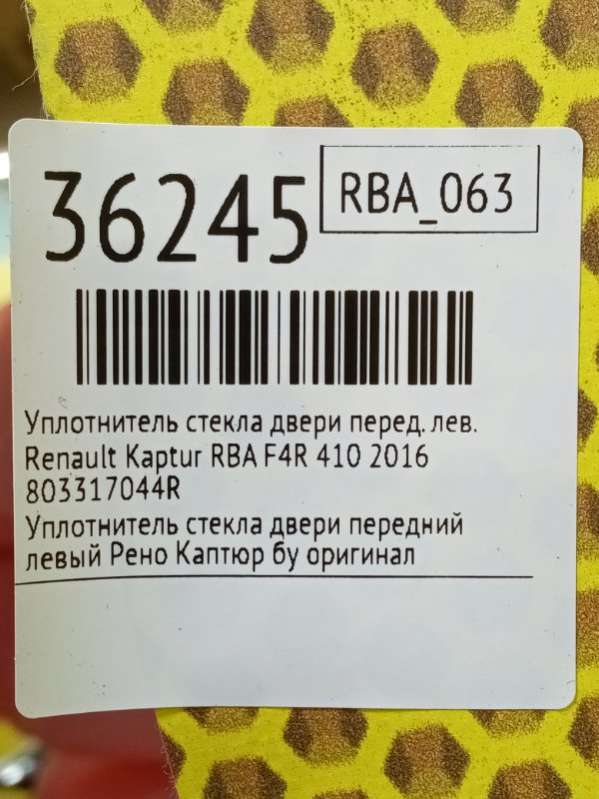 36245
RBA_063
Уплотнитель стекла двери перед. лев.
Renault Kaptur RBA F4R 410 2016
803317044R
Уплотнитель стекла двери передний
левый Рено Каптюр бу оригинал